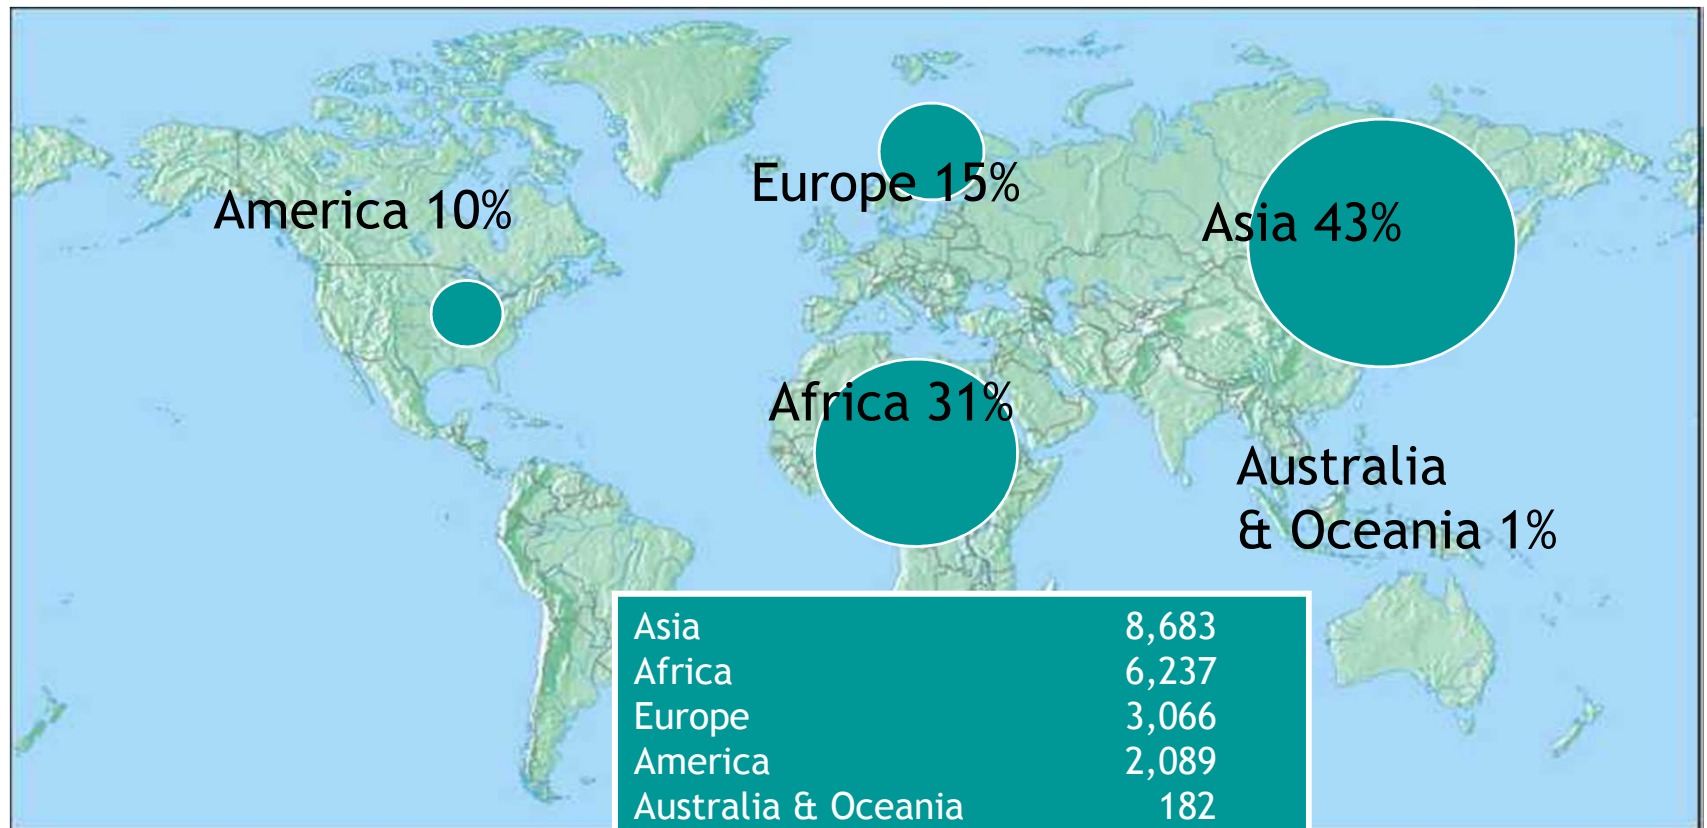 Europe 15%
America 10%
Asia 43%
Africa 31%
Australia
& Oceania 1%
Asia 8,683
Africa 6,237
Europe 3,066
America 2,089
Australia & Oceania 182